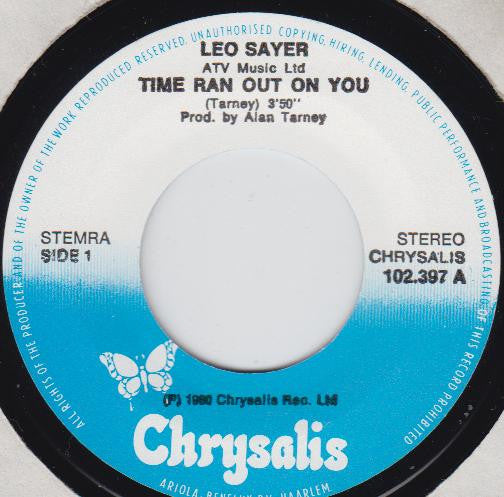 LEO SAYER
ATV Music Ltd
TIME RAN OUT ON YOU
(Tarney) 3'50"
Prod. by Alan Tarney
STEMRA
SIDE 1
STEREO
CHRYSALIS
102.397 A
(P) 1980 Chrysalis Rec. Ltd
Chrysalis
ARIOLA, BENELUX B.V. HAARLEM
ALL RIGHTS OF THE PRODUCER AND OF THE OWNER OF THE WORK REPRODUCED RESERVED. UNAUTHORISED COPYING, HIRING, LENDING, PUBLIC PERFORMANCE AND BROADCASTING OF THIS RECORD PROHIBITED